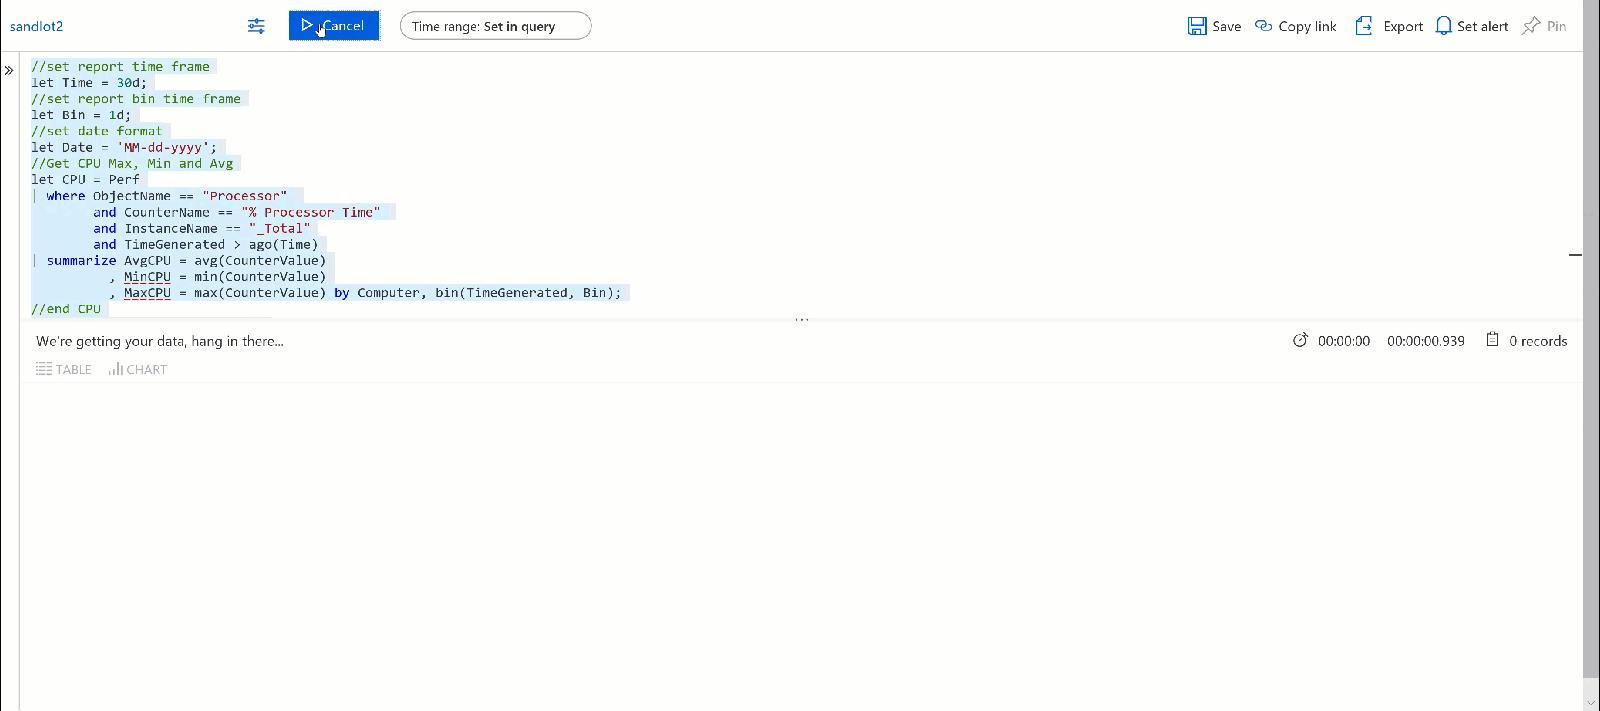 sandlot2
Cancel
Time range: Set in query
Save
Copy link
Export
Set alert
Pin
//set report time frame
let Time = 30d;
//set report bin time frame
let Bin = 1d;
//set date format
let Date = 'MM-dd-yyyy';
//Get CPU Max, Min and Avg
let CPU = Perf
| where ObjectName == "Processor"
and CounterName == "% Processor Time"
and InstanceName == "_Total"
and TimeGenerated > ago(Time)
| summarize AvgCPU = avg(CounterValue)
, MinCPU = min(CounterValue)
, MaxCPU = max(CounterValue) by Computer, bin(TimeGenerated, Bin);
//end CPU
We're getting your data, hang in there...
00:00:00
00:00:00.939
0 records
TABLE
CHART